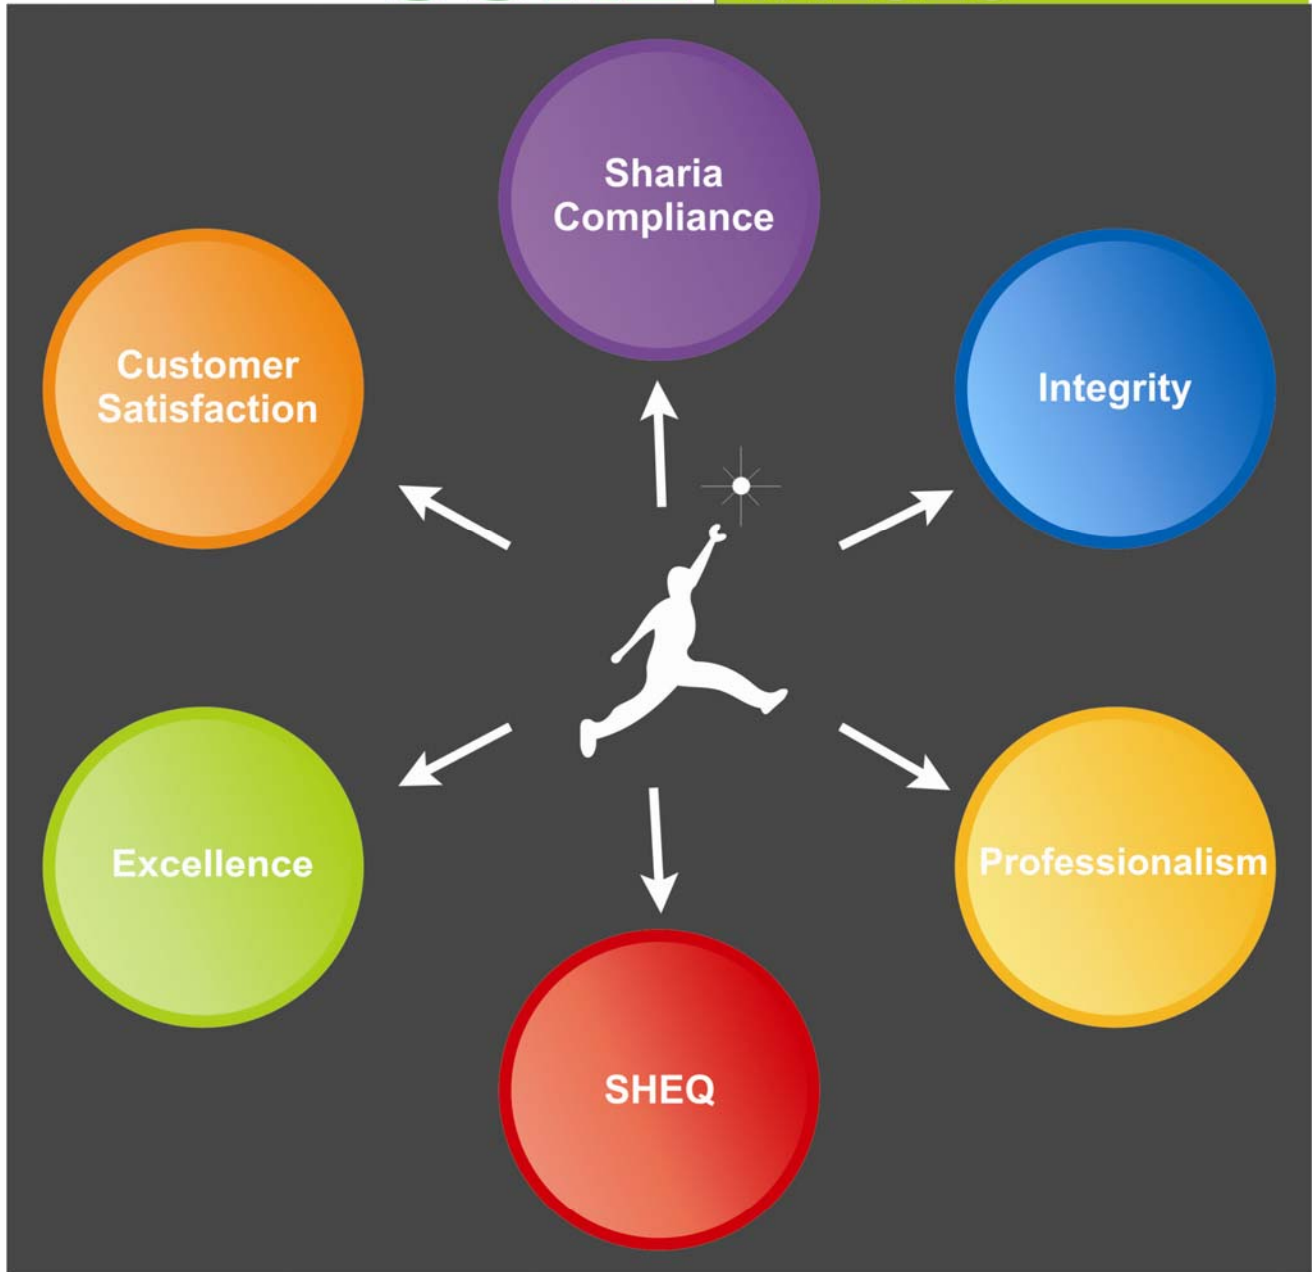 Sharia
Compliance
Customer
Satisfaction
Integrity
Excellence
Professionalism
SHEQ